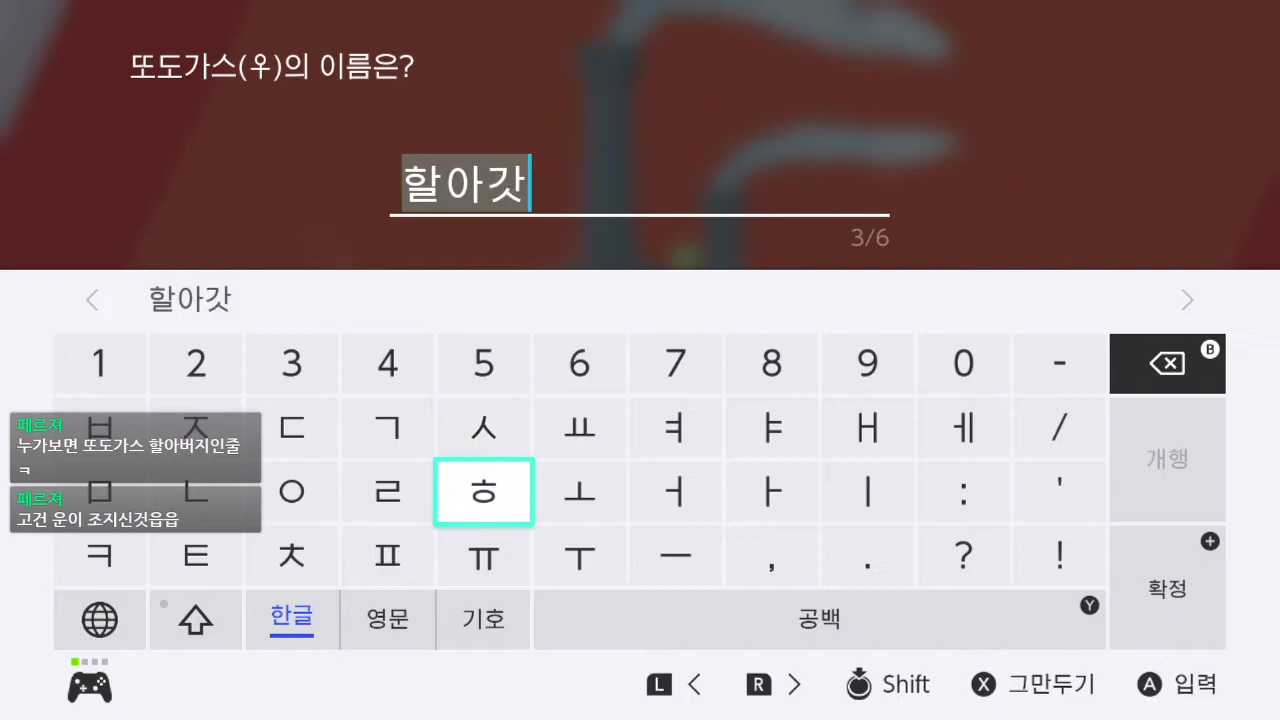 또도가스(우)의 이름은?
할아갓
3/6
할아갓
1 2 3 4 5 6 7 8 9 0 - B
ㅂ ㅈ ㄷ ㄱ ㅅ ㅛ ㅕ ㅑ ㅐ ㅔ / 개행
ㅁ ㄴ ㅇ ㄹ ㅎ ㅗ ㅓ ㅏ ㅣ : '
ㅋ ㅌ ㅊ ㅍ ㅠ ㅜ ㅡ , . ? ! 확정
페르져
누가보면 또도가스 할아버지인줄
ㅋ
페르져
고건 운이 조지신것읍읍
한글 영문 기호 공백 Y
L R Shift X 그만두기 A 입력